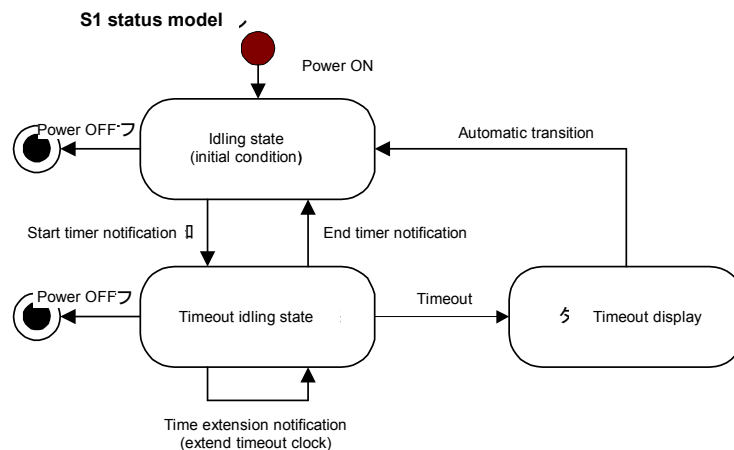 S1 status model
Power ON
Power OFF
Idling state
(initial condition)
Automatic transition
Start timer notification
End timer notification
Power OFF
Timeout idling state
Timeout
Timeout display
Time extension notification
(extend timeout clock)